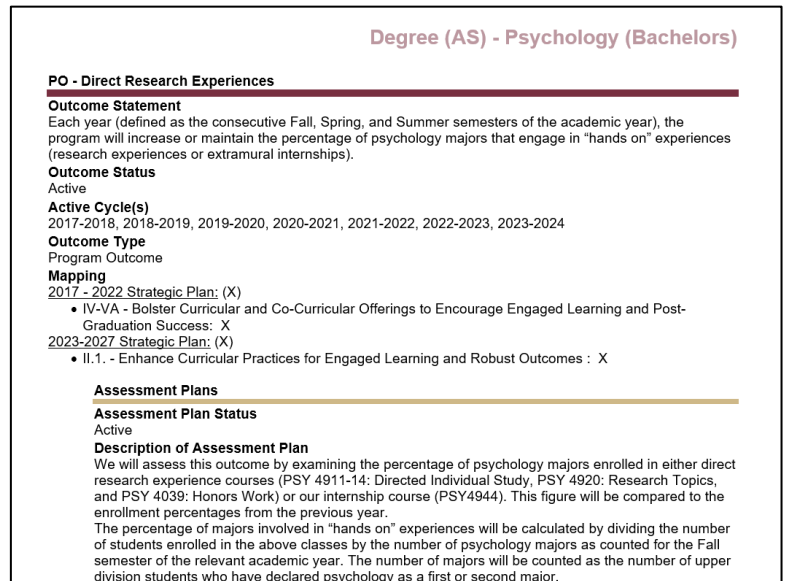 Degree (AS) - Psychology (Bachelors)
PO - Direct Research Experiences
Outcome Statement
Each year (defined as the consecutive Fall, Spring, and Summer semesters of the academic year), the
program will increase or maintain the percentage of psychology majors that engage in “hands on” experiences
(research experiences or extramural internships).
Outcome Status
Active
Active Cycle(s)
2017-2018, 2018-2019, 2019-2020, 2020-2021, 2021-2022, 2022-2023, 2023-2024
Outcome Type
Program Outcome
Mapping
2017 - 2022 Strategic Plan: (X)
• IV-VA - Bolster Curricular and Co-Curricular Offerings to Encourage Engaged Learning and Post-
Graduation Success: X
2023-2027 Strategic Plan: (X)
• II.1. - Enhance Curricular Practices for Engaged Learning and Robust Outcomes : X
Assessment Plans
Assessment Plan Status
Active
Description of Assessment Plan
We will assess this outcome by examining the percentage of psychology majors enrolled in either direct
research experience courses (PSY 4911-14: Directed Individual Study, PSY 4920: Research Topics,
and PSY 4039: Honors Work) or our internship course (PSY4944). This figure will be compared to the
enrollment percentages from the previous year.
The percentage of majors involved in “hands on” experiences will be calculated by dividing the number
of students enrolled in the above classes by the number of psychology majors as counted for the Fall
semester of the relevant academic year. The number of majors will be counted as the number of upper
division students who have declared psychology as a first or second major.